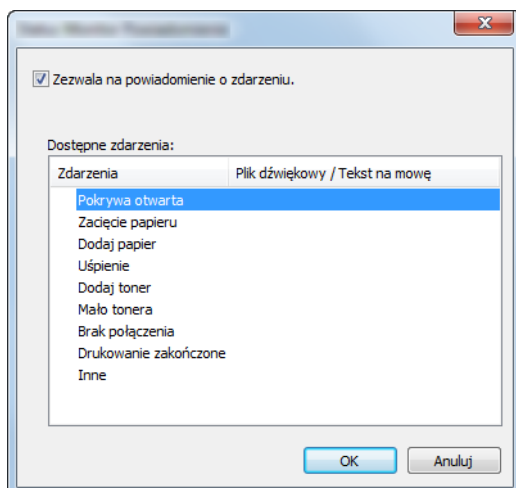 Zezwala na powiadomienie o zdarzeniu.
Dostępne zdarzenia:
Zdarzenia Plik dźwiękowy / Tekst na mowę
Pokrywa otwarta
Zacięcie papieru
Dodaj papier
Uśpienie
Dodaj toner
Mało tonera
Brak połączenia
Drukowanie zakończone
Inne
OK Anuluj